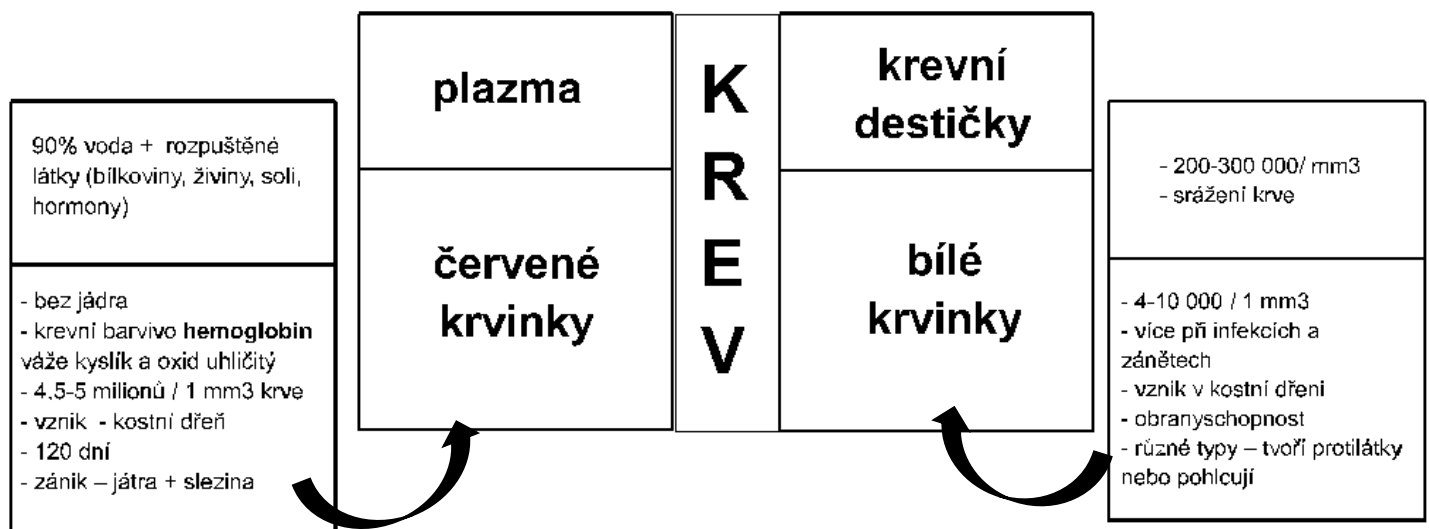 90% voda + rozpuštěné
látky (bílkoviny, živiny, soli,
hormony)
- bez jádra
- krevní barvivo hemoglobin
váže kyslík a oxid uhličitý
- 4,5-5 milionů / 1 mm3 krve
- vznik - kostní dřeň
- 120 dní
- zánik – játra + slezina
plazma
červené
krvinky
KREV
krevní
destičky
bílé
krvinky
- 200-300 000/ mm3
- srážení krve
- 4-10 000 / 1 mm3
- více při infekcích a
zánětech
- vznik v kostní dřeni
- obranyschopnost
- různé typy – tvoří protilátky
nebo pohlcují